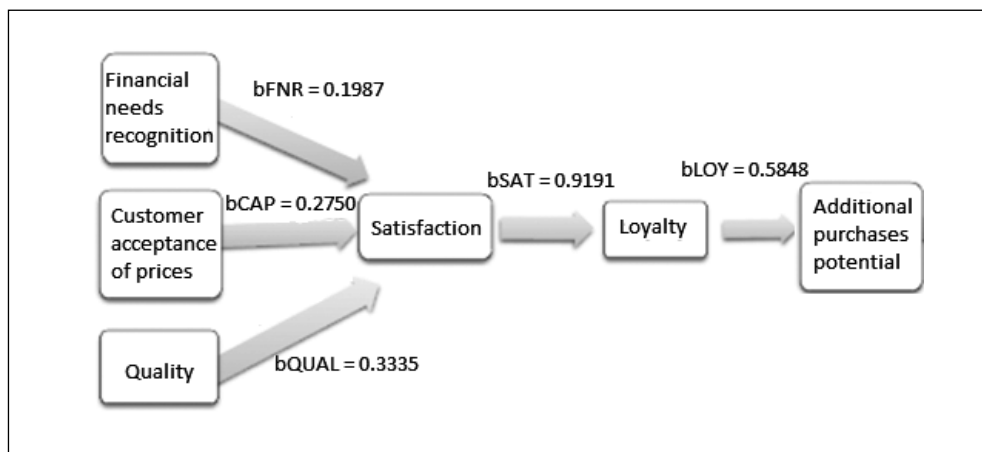 Financial
needs
recognition
bFNR = 0.1987
Customer
acceptance
of prices
bCAP = 0.2750
Quality
bQUAL = 0.3335
Satisfaction
bSAT = 0.9191
Loyalty
bLOY = 0.5848
Additional
purchases
potential